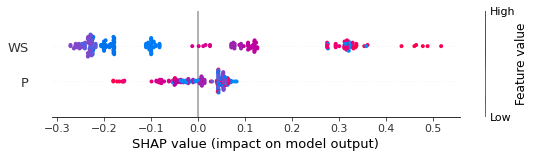 High
WS
P
Feature value
Low
−0.3 −0.2 −0.1 0.0 0.1 0.2 0.3 0.4 0.5
SHAP value (impact on model output)